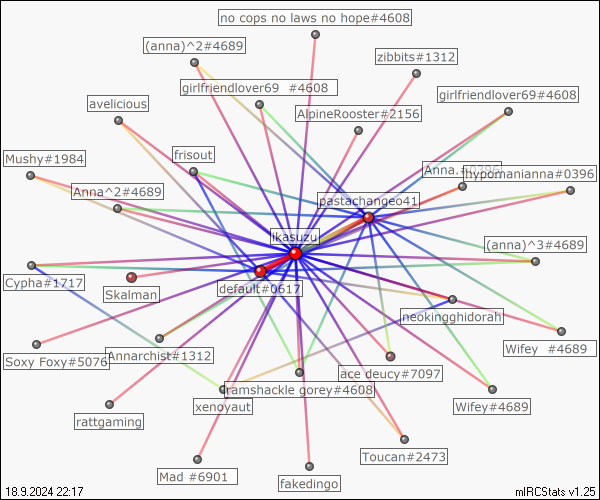 no cops no laws no hope#4608
(anna)^2#4689
zibbits#1312
girlfriendlover69 #4608
girlfriendlover69#4608
avelicious
AlpineRooster#2156
Mushy#1984
frisout
Anna.#0396
hypomanianna#0396
Anna^2#4689
pastachangeo41
ikasuzu
(anna)^3#4689
Cypha#1717
Skalman
default#0617
neokingghidorah
Soxy Foxy#5076
Annarchist#1312
Wifey #4689
ace deucy#7097
ramshackle gorey#4608
rattgaming
xenoyaut
Wifey#4689
Toucan#2473
Mad #6901
fakedingo
18.9.2024 22:17
mIRCStats v1.25